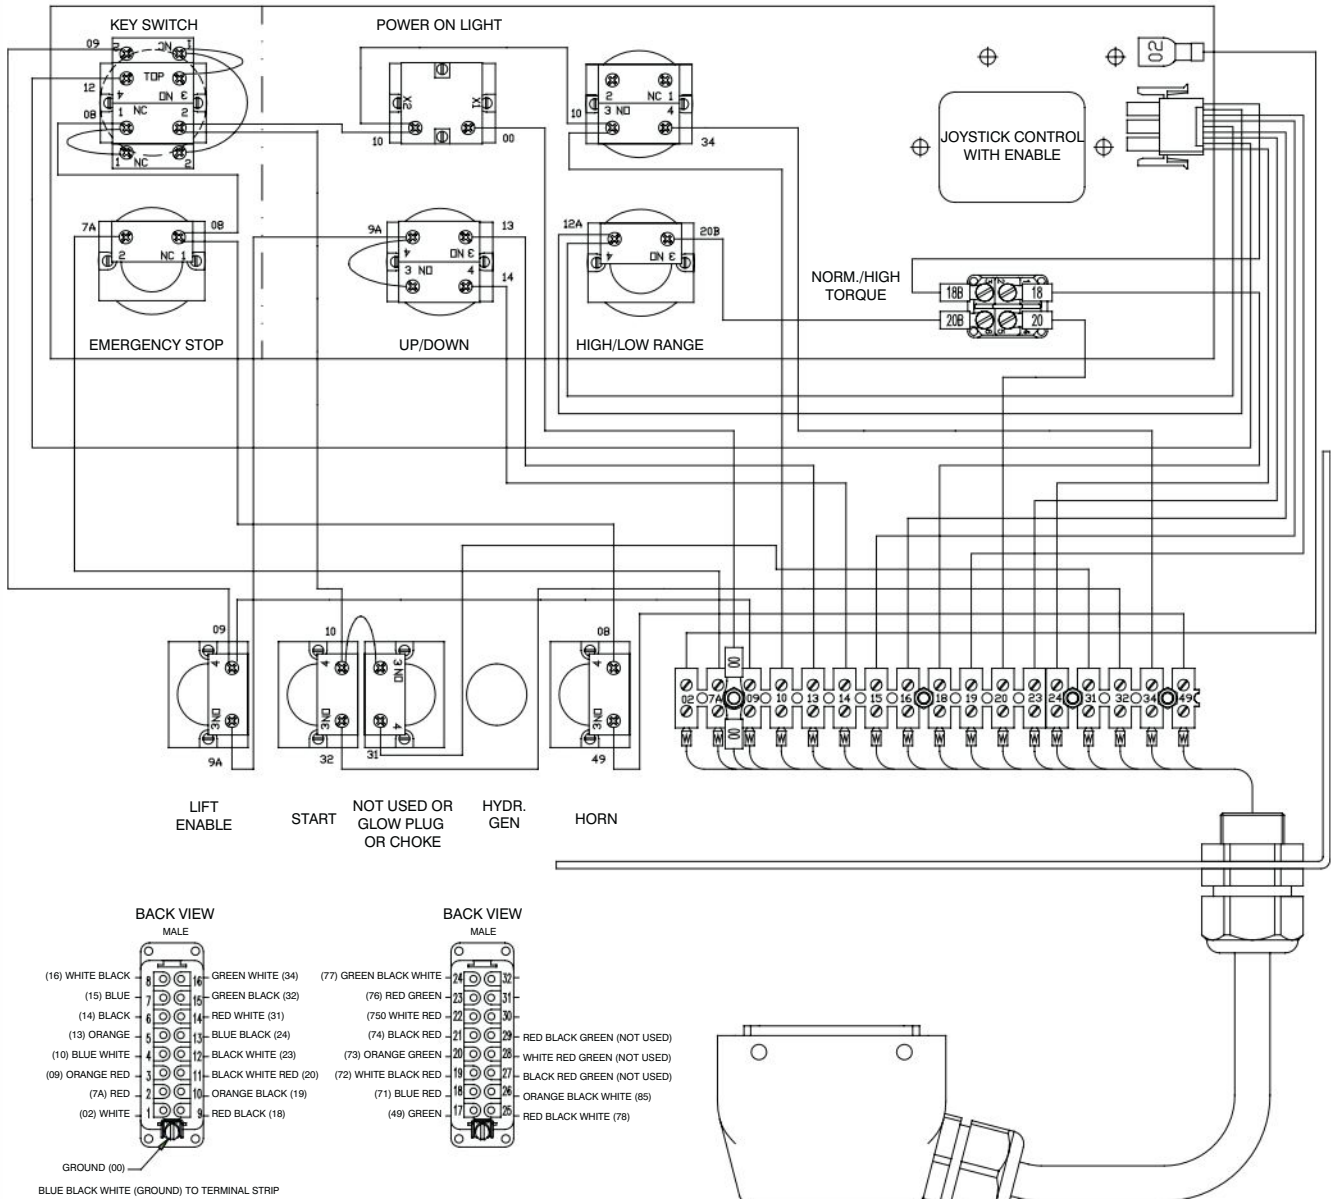 KEY SWITCH
POWER ON LIGHT
09
2
NC
1
TOP
12
4
NO 3
08
1 NC
2
1 NC 2
X2
X1
10
00
2 NC 1
10
3 NO 4
34
02
JOYSTICK CONTROL
WITH ENABLE
7A
08
2 NC 1
9A
13
4 NO 3
3 NO 4
14
12A
20B
4 NO 3
NORM./HIGH
TORQUE
18B
18
20B
20
EMERGENCY STOP
UP/DOWN
HIGH/LOW RANGE
09
4
3NO
9A
10
4
3NO
32
3 NO
4
31
08
4
3NO
49
00
02 7A 09 10 13 14 15 16 18 19 20 23 24 31 32 34 49
00
LIFT
ENABLE
START
NOT USED OR
GLOW PLUG
OR CHOKE
HYDR.
GEN
HORN
BACK VIEW
MALE
(16) WHITE BLACK 8 16 GREEN WHITE (34)
(15) BLUE 7 15 GREEN BLACK (32)
(14) BLACK 6 14 RED WHITE (31)
(13) ORANGE 5 13 BLUE BLACK (24)
(10) BLUE WHITE 4 12 BLACK WHITE (23)
(09) ORANGE RED 3 11 BLACK WHITE RED (20)
(7A) RED 2 10 ORANGE BLACK (19)
(02) WHITE 1 9 RED BLACK (18)
GROUND (00)
BLUE BLACK WHITE (GROUND) TO TERMINAL STRIP
BACK VIEW
MALE
(77) GREEN BLACK WHITE 24 32
(76) RED GREEN 23 31
(750 WHITE RED 22 30
(74) BLACK RED 21 29 RED BLACK GREEN (NOT USED)
(73) ORANGE GREEN 20 28 WHITE RED GREEN (NOT USED)
(72) WHITE BLACK RED 19 27 BLACK RED GREEN (NOT USED)
(71) BLUE RED 18 26 ORANGE BLACK WHITE (85)
(49) GREEN 17 25 RED BLACK WHITE (78)